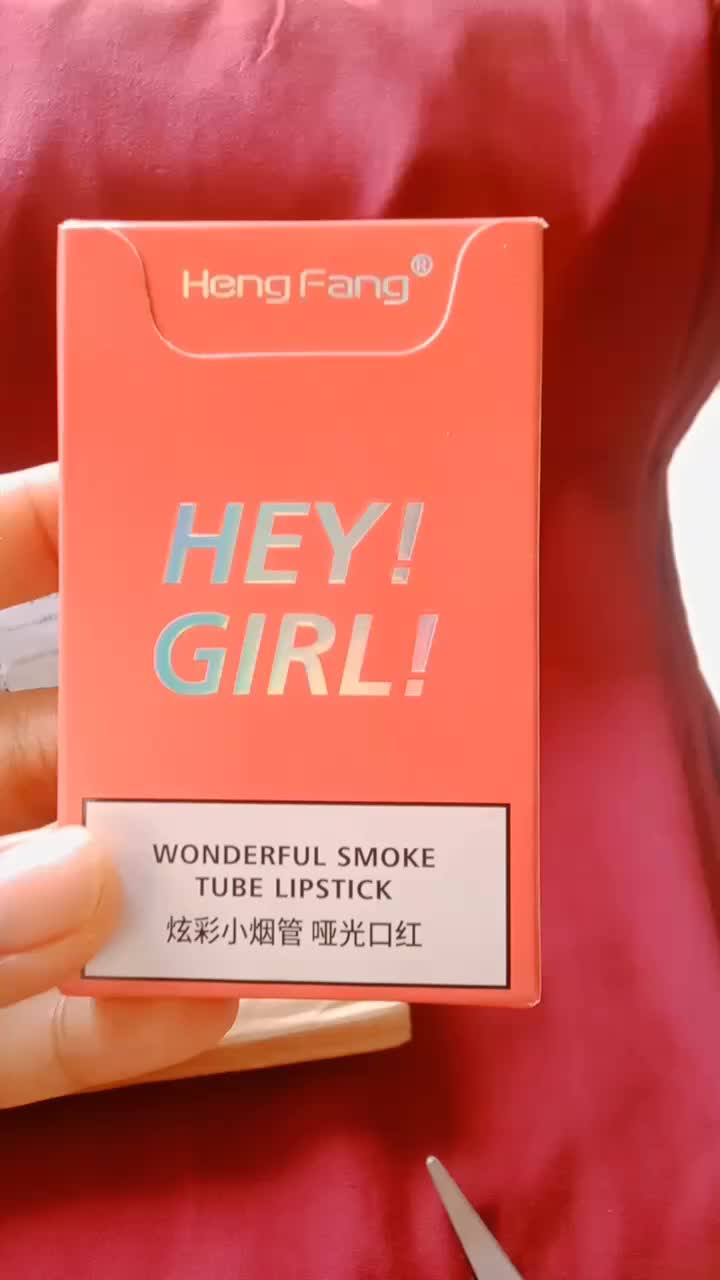 Heng Fang®
HEY!
GIRL!
WONDERFUL SMOKE
TUBE LIPSTICK
炫彩小烟管 哑光口红